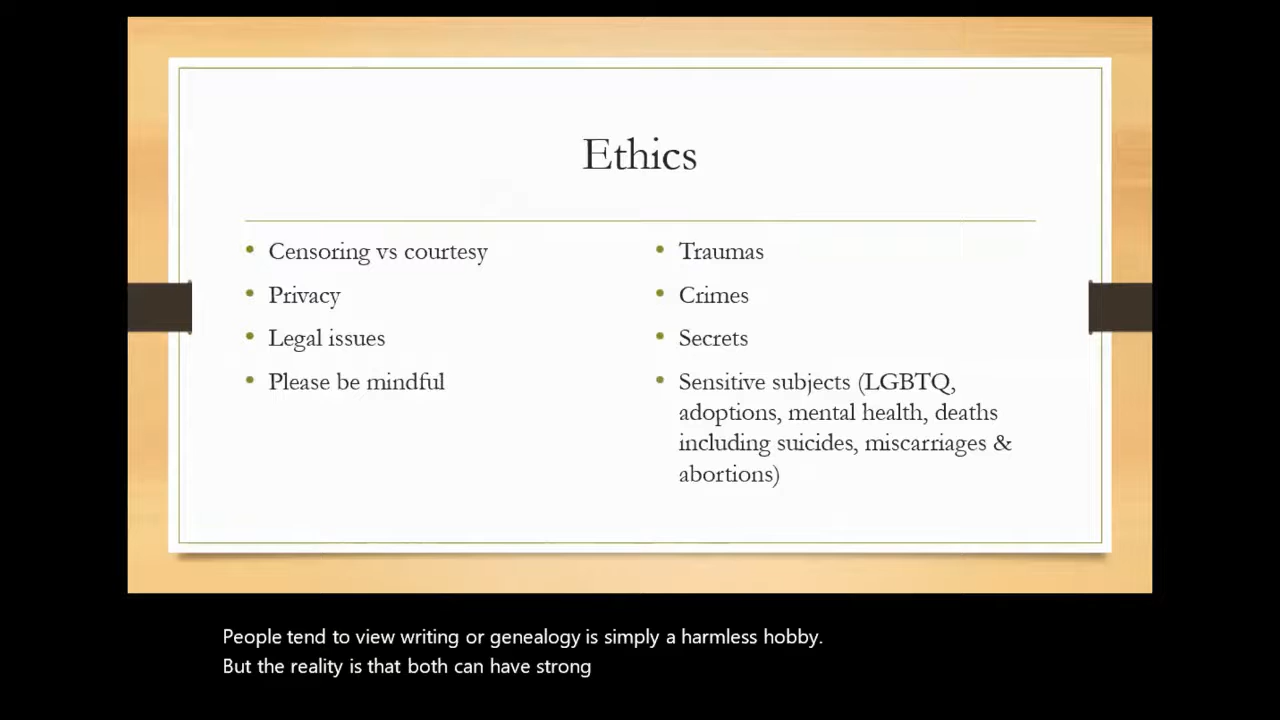 Ethics
• Censoring vs courtesy
• Privacy
• Legal issues
• Please be mindful
• Traumas
• Crimes
• Secrets
• Sensitive subjects (LGBTQ,
adoptions, mental health, deaths
including suicides, miscarriages &
abortions)
People tend to view writing or genealogy is simply a harmless hobby.
But the reality is that both can have strong